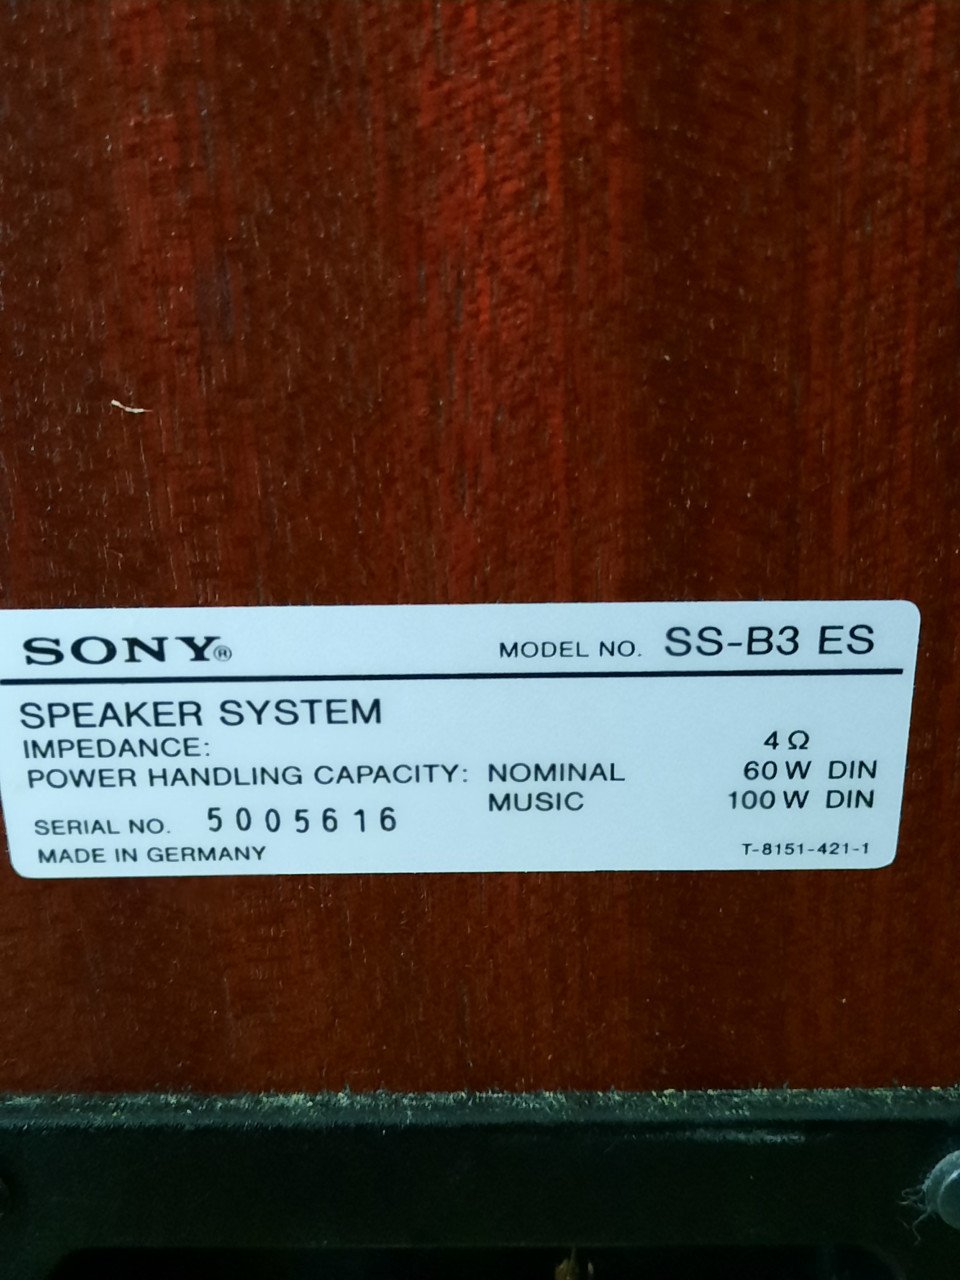 SONY® MODEL NO. SS-B3 ES
SPEAKER SYSTEM
IMPEDANCE: 4 Ω
POWER HANDLING CAPACITY: NOMINAL 60 W DIN
MUSIC 100 W DIN
SERIAL NO. 5005616
MADE IN GERMANY T-8151-421-1